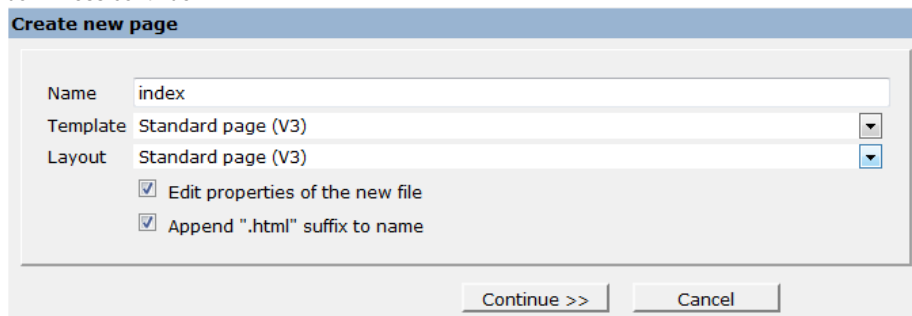 Create new page
Name index
Template Standard page (V3)
Layout Standard page (V3)
Edit properties of the new file
Append ".html" suffix to name
Continue >> Cancel